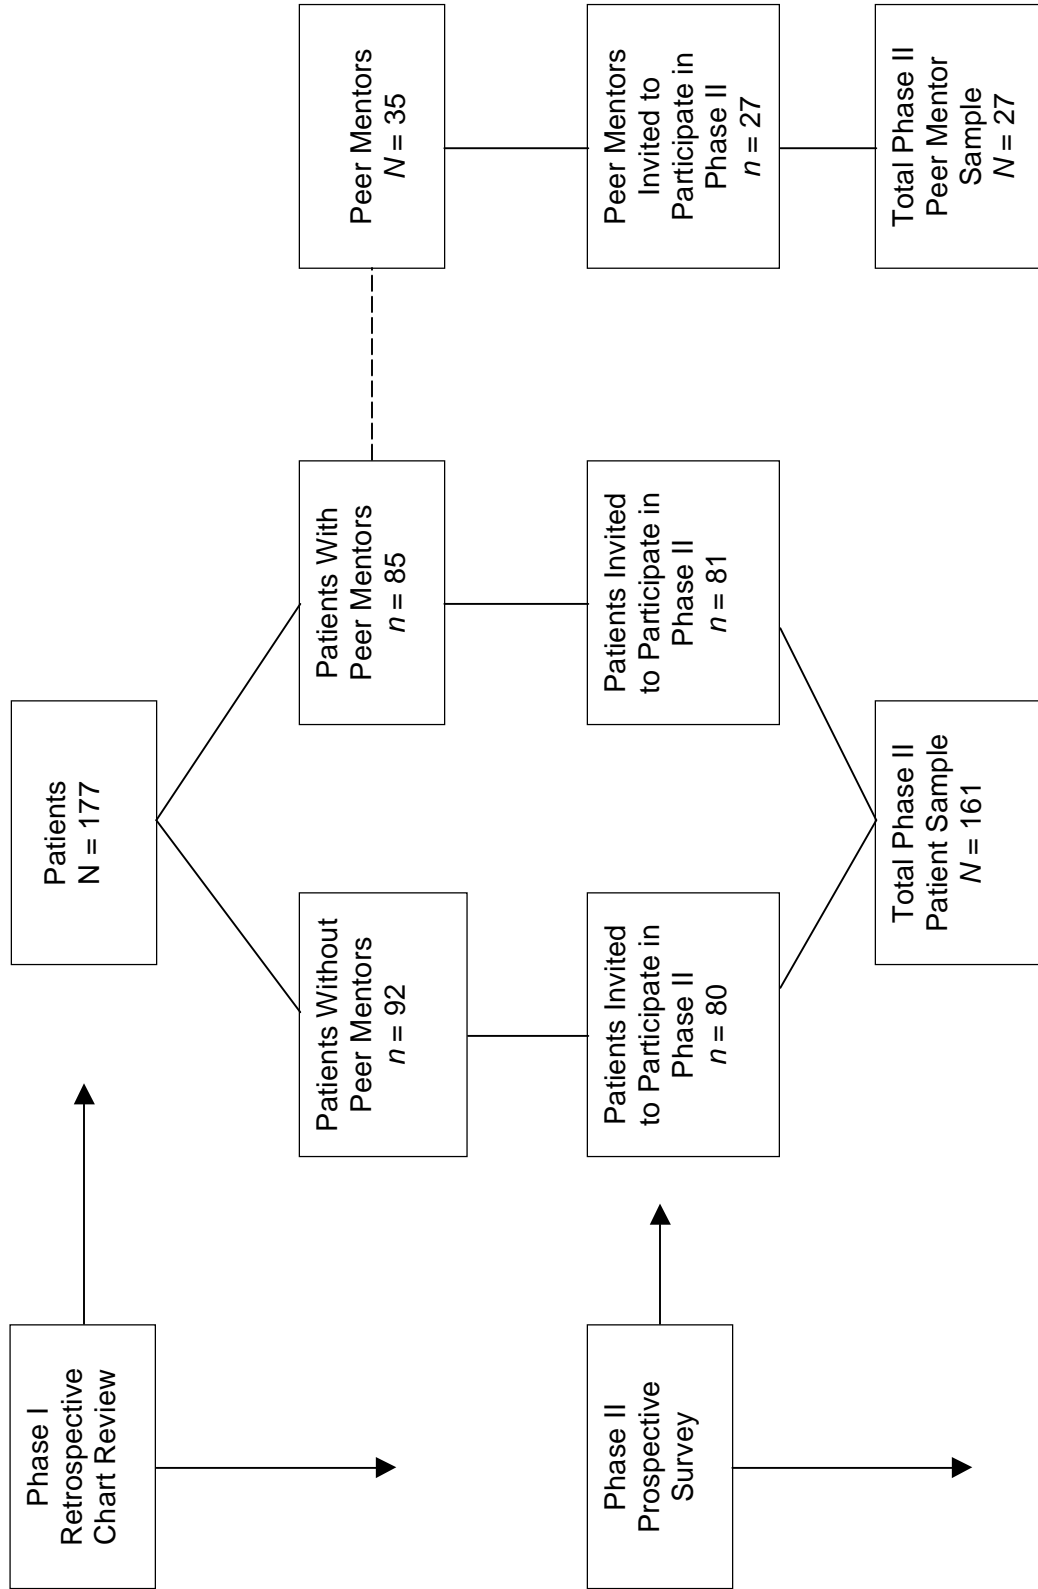 Phase I
Retrospective
Chart Review
Patients
N = 177
Patients Without
Peer Mentors
n = 92
Patients With
Peer Mentors
n = 85
Peer Mentors
N = 35
Phase II
Prospective
Survey
Patients Invited
to Participate in
Phase II
n = 80
Patients Invited
to Participate in
Phase II
n = 81
Peer Mentors
Invited to
Participate in
Phase II
n = 27
Total Phase II
Patient Sample
N = 161
Total Phase II
Peer Mentor
Sample
N = 27